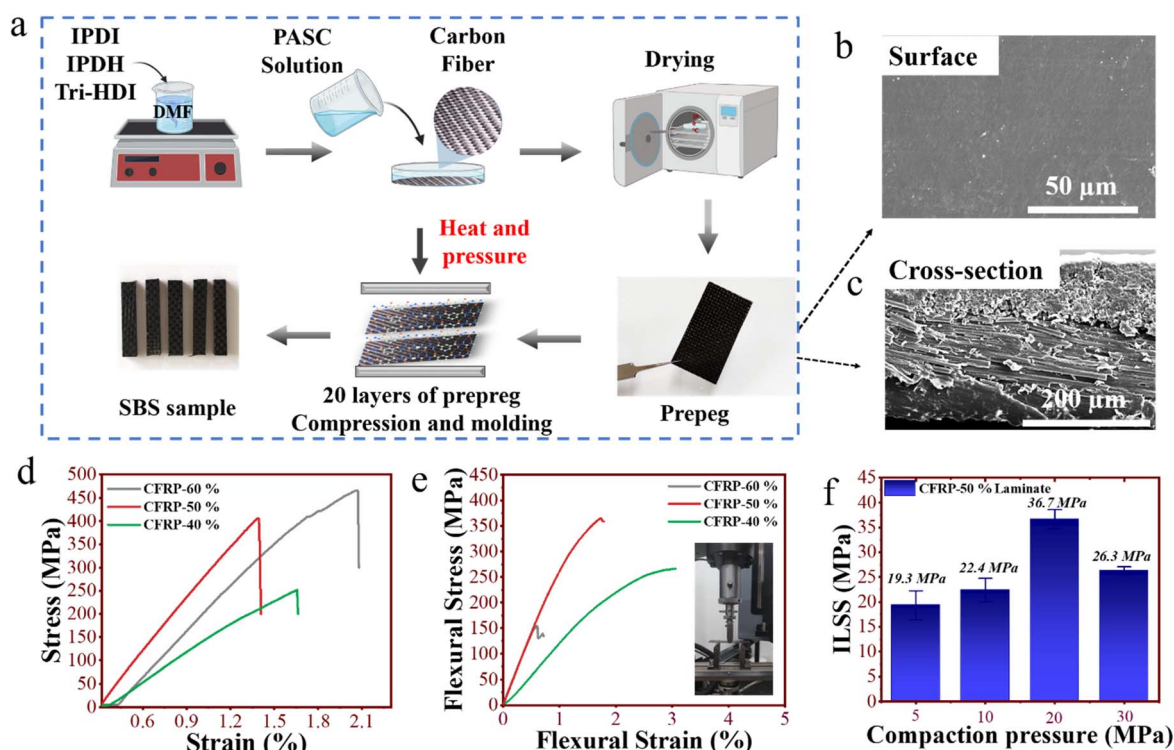 a
IPDI
IPDH
Tri-HDI
DMF
PASC
Solution
Carbon
Fiber
Drying
Heat and
pressure
SBS sample
20 layers of prepreg
Compression and molding
Prepeg
b
Surface
50 µm
c
Cross-section
200 µm
d
Stress (MPa)
500
450
400
350
300
250
200
150
100
50
0
CFRP-60 %
CFRP-50 %
CFRP-40 %
0.6 0.9 1.2 1.5 1.8 2.1
Strain (%)
e
Flexural Stress (MPa)
450
400
350
300
250
200
150
100
50
0
CFRP-60 %
CFRP-50 %
CFRP-40 %
0 1 2 3 4 5
Flexural Strain (%)
f
ILSS (MPa)
45
40
35
30
25
20
15
10
5
0
CFRP-50 % Laminate
19.3 MPa
22.4 MPa
36.7 MPa
26.3 MPa
5 10 20 30
Compaction pressure (MPa)